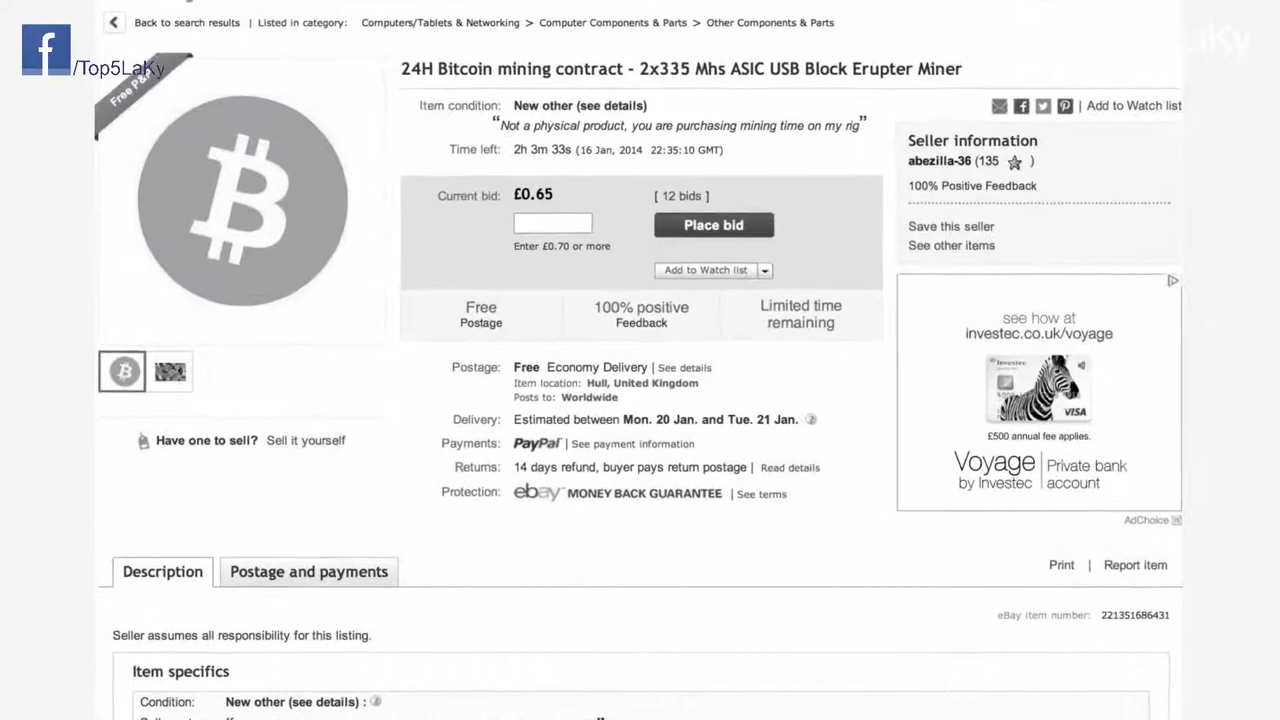 Back to search results | Listed in category: Computers/Tablets & Networking > Computer Components & Parts > Other Components & Parts
f /Top5LaKy
LaKy
Free P&P
24H Bitcoin mining contract - 2x335 Mhs ASIC USB Block Erupter Miner
Item condition: New other (see details)
“Not a physical product, you are purchasing mining time on my rig”
Time left: 2h 3m 33s (16 Jan, 2014 22:35:10 GMT)
| Add to Watch list
Seller information
abezilla-36 (135 )
100% Positive Feedback
Save this seller
See other items
Current bid: £0.65 [ 12 bids ]
Place bid
Enter £0.70 or more
Add to Watch list
Free
Postage
100% positive
Feedback
Limited time
remaining
see how at
investec.co.uk/voyage
Investec
VISA
£500 annual fee applies.
Voyage
by Investec
Private bank
account
AdChoice
Postage: Free Economy Delivery | See details
Item location: Hull, United Kingdom
Posts to: Worldwide
Delivery: Estimated between Mon. 20 Jan. and Tue. 21 Jan.
Have one to sell? Sell it yourself
Payments: PayPal | See payment information
Returns: 14 days refund, buyer pays return postage | Read details
Protection: ebay MONEY BACK GUARANTEE | See terms
Description
Postage and payments
Print | Report item
eBay item number: 221351686431
Seller assumes all responsibility for this listing.
Item specifics
Condition: New other (see details) :